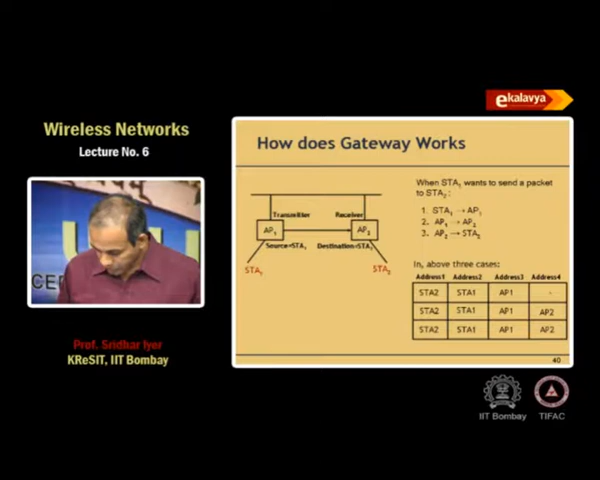 ekalavya
Wireless Networks
Lecture No. 6
How does Gateway Works
When STA1 wants to send a packet
to STA2 :
1. STA1 → AP1
2. AP1 → AP2
3. AP2 → STA2
Transmitter
Receiver
AP1
AP2
Source=STA1
Destination=STA2
STA1
STA2
In, above three cases:
Address1 Address2 Address3 Address4
STA2 STA1 AP1 -
STA2 STA1 AP1 AP2
STA2 STA1 AP1 AP2
40
Prof. Sridhar Iyer
KReSIT, IIT Bombay
IIT Bombay
TIFAC